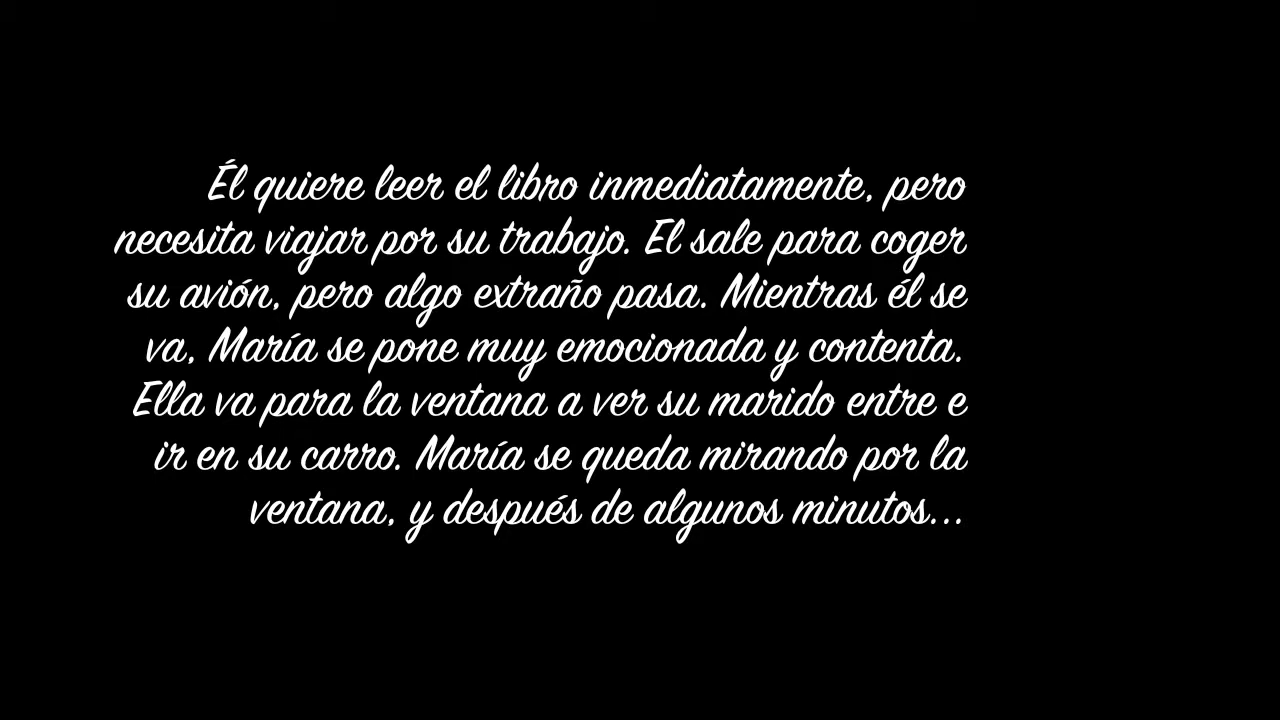 Él quiere leer el libro inmediatamente, pero
necesita viajar por su trabajo. El sale para coger
su avión, pero algo extraño pasa. Mientras él se
va, María se pone muy emocionada y contenta.
Ella va para la ventana a ver su marido entre e
ir en su carro. María se queda mirando por la
ventana, y después de algunos minutos...